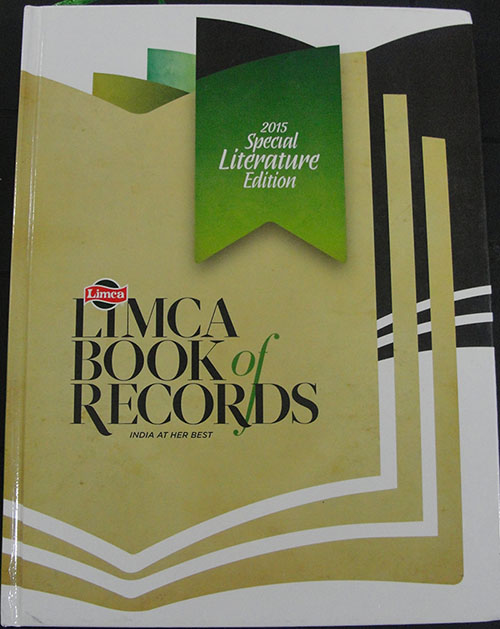 2015
Special
Literature
Edition
Limca
LIMCA
BOOK of
RECORDS
INDIA AT HER BEST